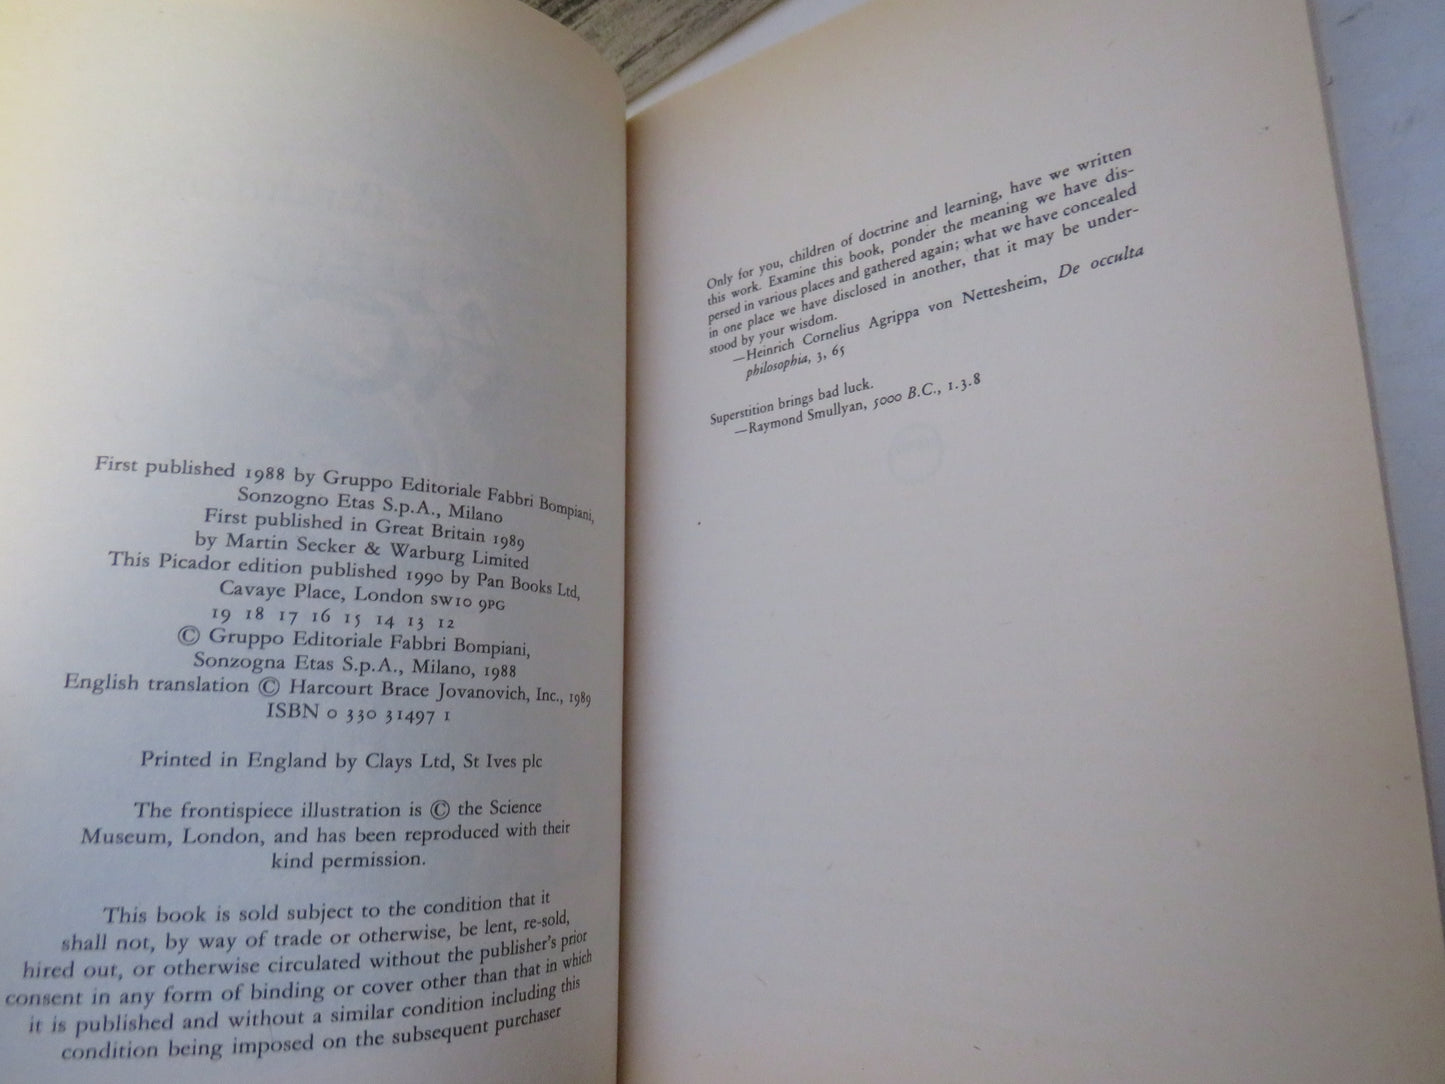 First published 1988 by Gruppo Editoriale Fabbri Bompiani,
Sonzogno Etas S.p.A., Milano
First published in Great Britain 1989
by Martin Secker & Warburg Limited
This Picador edition published 1990 by Pan Books Ltd,
Cavaye Place, London SW10 9PG
19 18 17 16 15 14 13 12
© Gruppo Editoriale Fabbri Bompiani,
Sonzogna Etas S.p.A., Milano, 1988
English translation © Harcourt Brace Jovanovich, Inc., 1989
ISBN 0 330 31497 1
Printed in England by Clays Ltd, St Ives plc
The frontispiece illustration is © the Science
Museum, London, and has been reproduced with their
kind permission.
This book is sold subject to the condition that it
shall not, by way of trade or otherwise, be lent, re-sold,
hired out, or otherwise circulated without the publisher's prior
consent in any form of binding or cover other than that in which
it is published and without a similar condition including this
condition being imposed on the subsequent purchaser
Only for you, children of doctrine and learning, have we written
this work. Examine this book, ponder the meaning we have dis-
persed in various places and gathered again; what we have concealed
in one place we have disclosed in another, that it may be under-
stood by your wisdom.
—Heinrich Cornelius Agrippa von Nettesheim, De occulta
philosophia, 3, 65
Superstition brings bad luck.
—Raymond Smullyan, 5000 B.C., 1.3.8